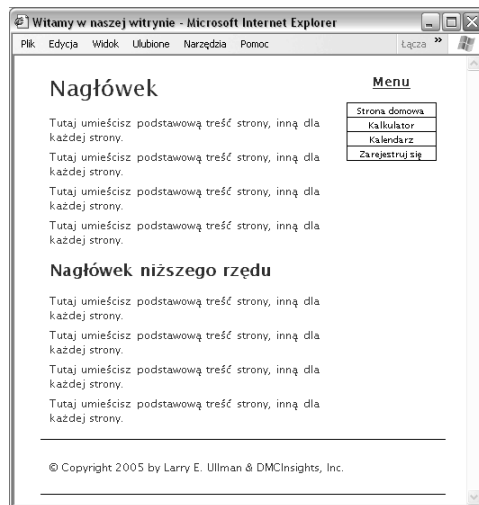 Witamy w naszej witrynie - Microsoft Internet Explorer
Plik Edycja Widok Ulubione Narzędzia Pomoc Łącza »
Nagłówek
Tutaj umieścisz podstawową treść strony, inną dla
każdej strony.
Tutaj umieścisz podstawową treść strony, inną dla
każdej strony.
Tutaj umieścisz podstawową treść strony, inną dla
każdej strony.
Tutaj umieścisz podstawową treść strony, inną dla
każdej strony.
Nagłówek niższego rzędu
Tutaj umieścisz podstawową treść strony, inną dla
każdej strony.
Tutaj umieścisz podstawową treść strony, inną dla
każdej strony.
Tutaj umieścisz podstawową treść strony, inną dla
każdej strony.
Tutaj umieścisz podstawową treść strony, inną dla
każdej strony.
Menu
Strona domowa
Kalkulator
Kalendarz
Zarejestruj się
© Copyright 2005 by Larry E. Ullman & DMCInsights, Inc.